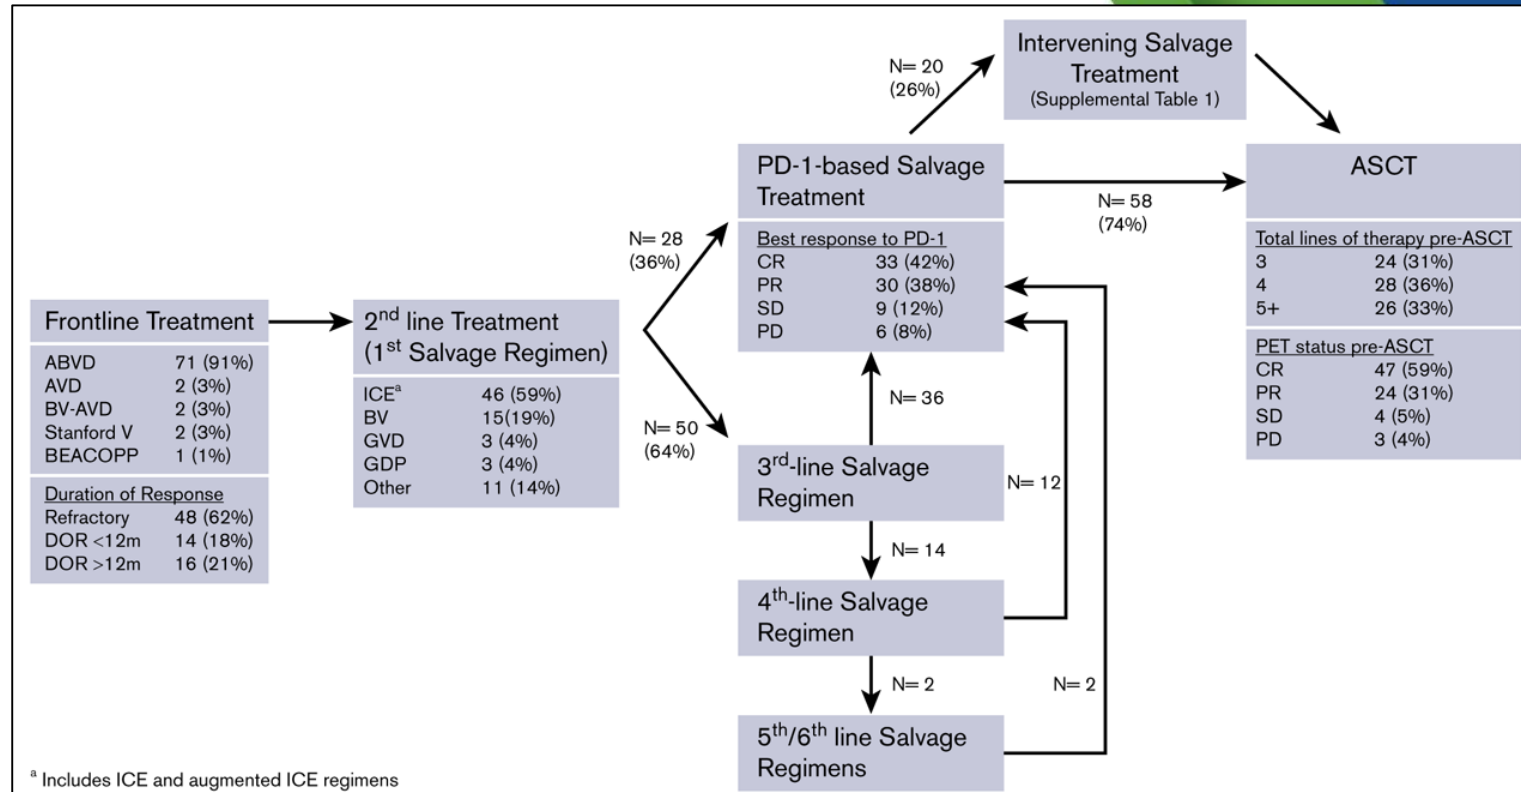 Frontline Treatment
ABVD 71 (91%)
AVD 2 (3%)
BV-AVD 2 (3%)
Stanford V 2 (3%)
BEACOPP 1 (1%)
Duration of Response
Refractory 48 (62%)
DOR <12m 14 (18%)
DOR >12m 16 (21%)
2nd line Treatment
(1st Salvage Regimen)
ICEa 46 (59%)
BV 15(19%)
GVD 3 (4%)
GDP 3 (4%)
Other 11 (14%)
N= 28
(36%)
N= 50
(64%)
PD-1-based Salvage
Treatment
Best response to PD-1
CR 33 (42%)
PR 30 (38%)
SD 9 (12%)
PD 6 (8%)
N= 36
3rd-line Salvage
Regimen
N= 14
4th-line Salvage
Regimen
N= 2
5th/6th line Salvage
Regimens
N= 12
N= 2
N= 20
(26%)
Intervening Salvage
Treatment
(Supplemental Table 1)
N= 58
(74%)
ASCT
Total lines of therapy pre-ASCT
3 24 (31%)
4 28 (36%)
5+ 26 (33%)
PET status pre-ASCT
CR 47 (59%)
PR 24 (31%)
SD 4 (5%)
PD 3 (4%)
a Includes ICE and augmented ICE regimens